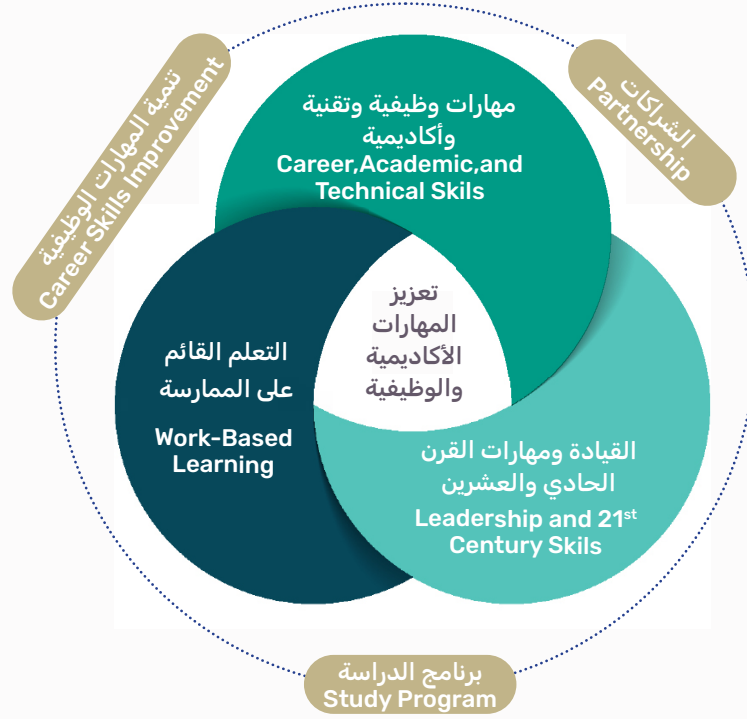 تنمية المهارات الوظيفية
Career Skills Improvement
الشراكات
Partnership
مهارات وظيفية وتقنية
وأكاديمية
Career,Academic,and
Technical Skils
تعزيز
المهارات
الأكاديمية
والوظيفية
التعلم القائم
على الممارسة
Work-Based
Learning
القيادة ومهارات القرن
الحادي والعشرين
Leadership and 21st
Century Skils
برنامج الدراسة
Study Program